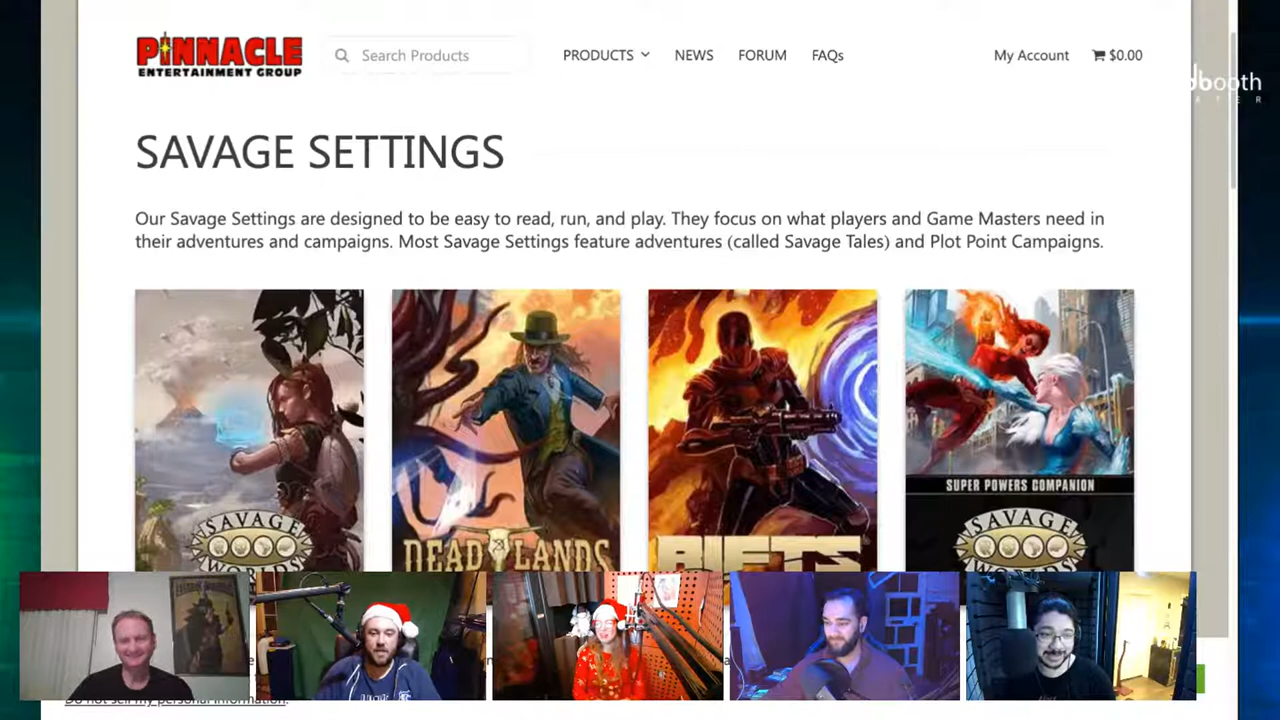 PINNACLE
ENTERTAINMENT GROUP
Search Products
PRODUCTS
NEWS
FORUM
FAQs
My Account
$0.00
booth
SAVAGE SETTINGS
Our Savage Settings are designed to be easy to read, run, and play. They focus on what players and Game Masters need in
their adventures and campaigns. Most Savage Settings feature adventures (called Savage Tales) and Plot Point Campaigns.
SAVAGE
DEADLANDS
RIFTS
SUPER POWERS COMPANION
SAVAGE
Do not sell my personal information.